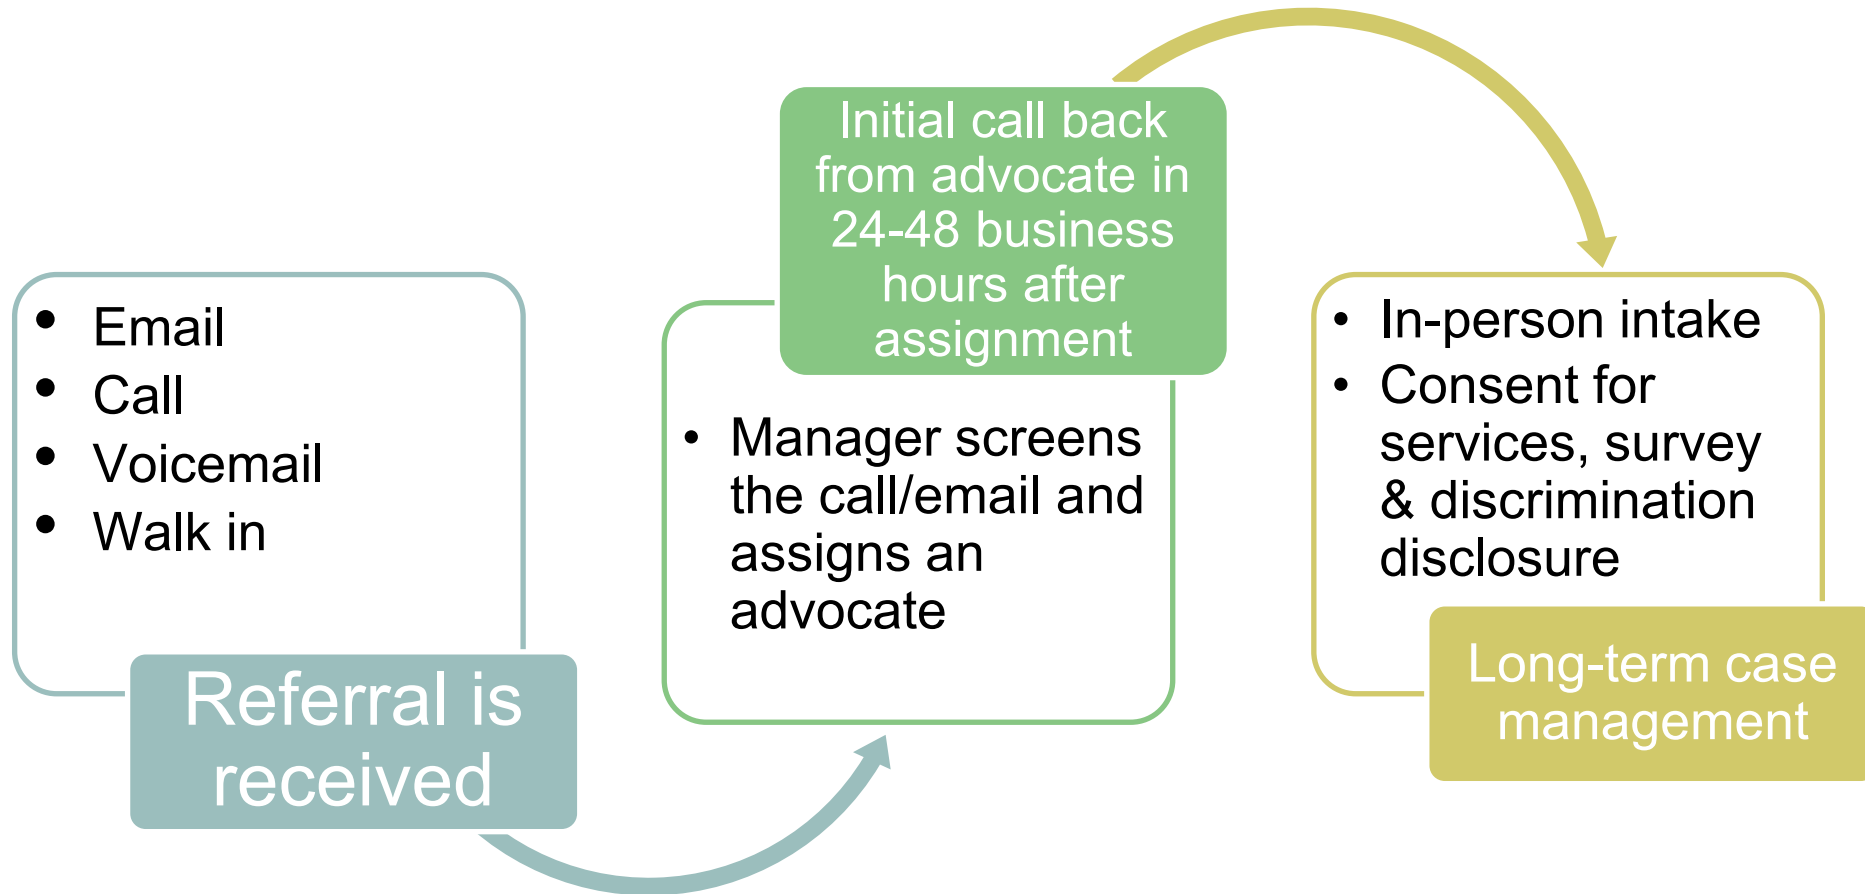 • Email
• Call
• Voicemail
• Walk in
Referral is
received
Initial call back
from advocate in
24-48 business
hours after
assignment
• Manager screens
the call/email and
assigns an
advocate
• In-person intake
• Consent for
services, survey
& discrimination
disclosure
Long-term case
management